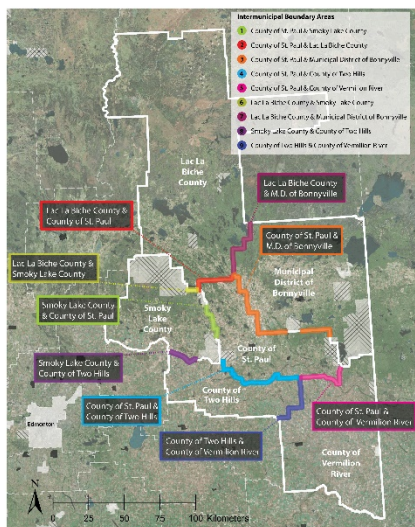 Intermunicipal Boundary Areas
1 County of St. Paul & Smoky Lake County
2 County of St. Paul & Lac La Biche County
3 County of St. Paul & Municipal District of Bonnyville
4 County of St. Paul & County of Two Hills
5 County of St. Paul & County of Vermilion River
6 Lac La Biche County & Smoky Lake County
7 Lac La Biche County & Municipal District of Bonnyville
8 Smoky Lake County & County of Two Hills
9 County of Two Hills & County of Vermilion River
Lac La
Biche
County
Lac La Biche County
& M.D. of Bonnyville
Lac La Biche County &
County of St. Paul
County of St. Paul &
M.D. of Bonnyville
Lac La Biche County &
Smoky Lake County
Municipal
District of
Bonnyville
Smoky
Lake
County
Smoky Lake County
& County of St. Paul
County of
St. Paul
Smoky Lake County &
County of Two Hills
County of
Two Hills
County of St. Paul &
County of Two Hills
County of St. Paul &
County of Vermilion River
Edmonton
County of Two Hills &
County of Vermilion River
County of
Vermilion
River
N
0 25 50 100 Kilometers